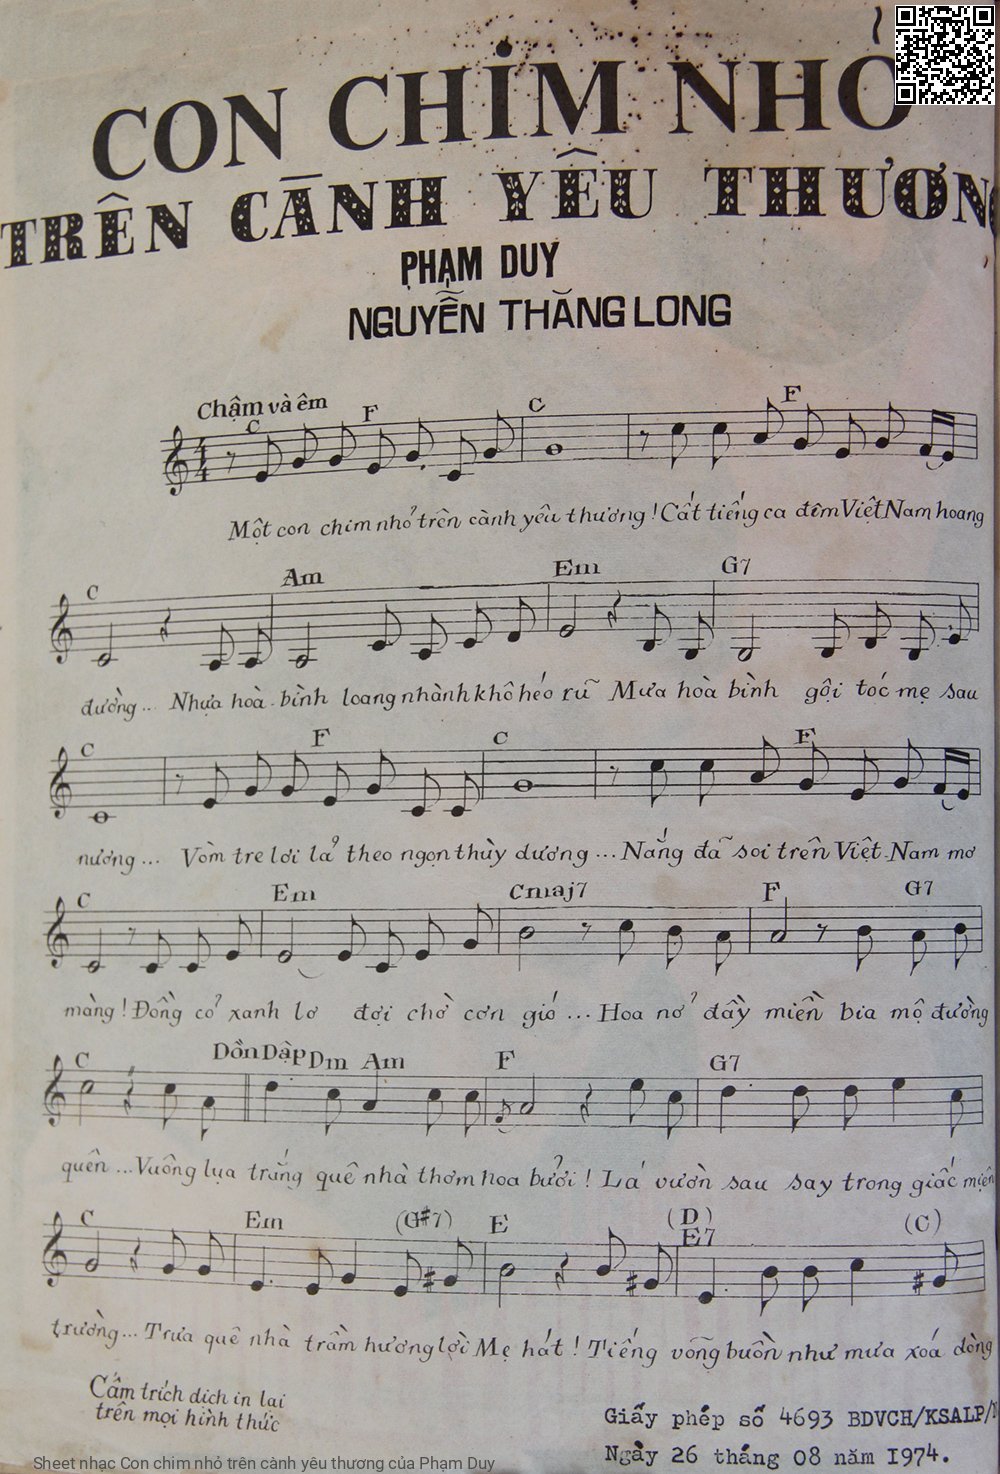 CON CHIM NHỎ
TRÊN CÀNH YÊU THƯƠNG
PHẠM DUY
NGUYỄN THĂNG LONG
Chậm và êm
C F C F
Một con chim nhỏ trên cành yêu thương! Cất tiếng ca đêm Việt Nam hoang
C Am Em G7
đường... Nhựa hoà bình loang nhành khô héo rũ Mưa hòa bình gội tóc mẹ sau
C F C F
nương... Vòm tre lơi lả theo ngọn thùy dương... Nắng đã soi trên Việt Nam mơ
C Em Cmaj7 F G7
màng! Đồng cỏ xanh lơ đợi chờ cơn gió... Hoa nở đầy miền bia mộ đường
C Dồn Dập Dm Am F G7
quên... Vuông lụa trắng quê nhà thơm hoa bưởi! Lá vườn sau say trong giấc miên
C Em (G#7) E (D) E7 (C)
trường... Trưa quê nhà trầm hương lời Mẹ hát! Tiếng võng buồn như mưa xoá dòng
Cấm trích dịch in lại
trên mọi hình thức
Giấy phép số 4693 BDVCH/KSALP/
Ngày 26 tháng 08 năm 1974.
Sheet nhạc Con chim nhỏ trên cành yêu thương của Phạm Duy